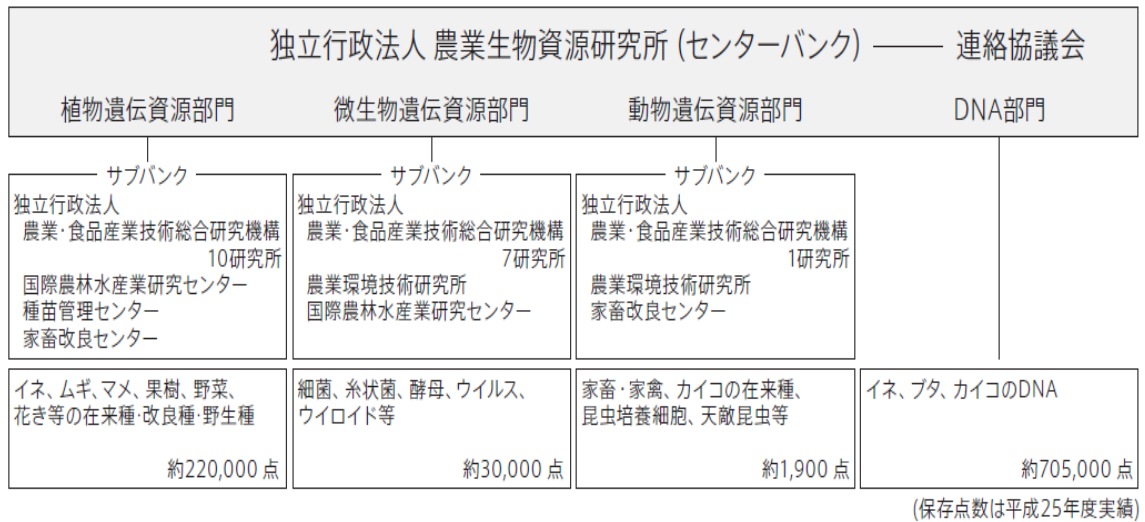 独立行政法人 農業生物資源研究所 (センターバンク) ―― 連絡協議会
植物遺伝資源部門
微生物遺伝資源部門
動物遺伝資源部門
DNA部門
サブバンク
独立行政法人
農業・食品産業技術総合研究機構
10研究所
国際農林水産業研究センター
種苗管理センター
家畜改良センター
サブバンク
独立行政法人
農業・食品産業技術総合研究機構
7研究所
農業環境技術研究所
国際農林水産業研究センター
サブバンク
独立行政法人
農業・食品産業技術総合研究機構
1研究所
農業環境技術研究所
家畜改良センター
イネ、ムギ、マメ、果樹、野菜、
花き等の在来種・改良種・野生種
約220,000 点
細菌、糸状菌、酵母、ウイルス、
ウイロイド等
約30,000 点
家畜・家禽、カイコの在来種、
昆虫培養細胞、天敵昆虫等
約1,900 点
イネ、ブタ、カイコのDNA
約705,000 点
(保存点数は平成25年度実績)